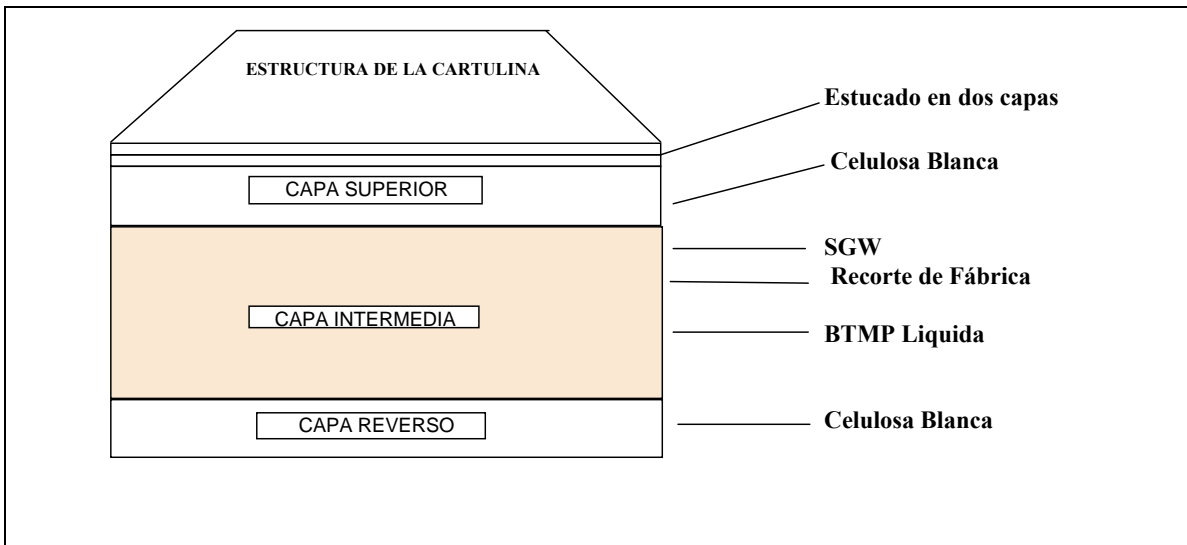 ESTRUCTURA DE LA CARTULINA
Estucado en dos capas
Celulosa Blanca
CAPA SUPERIOR
SGW
Recorte de Fábrica
CAPA INTERMEDIA
BTMP Liquida
CAPA REVERSO
Celulosa Blanca